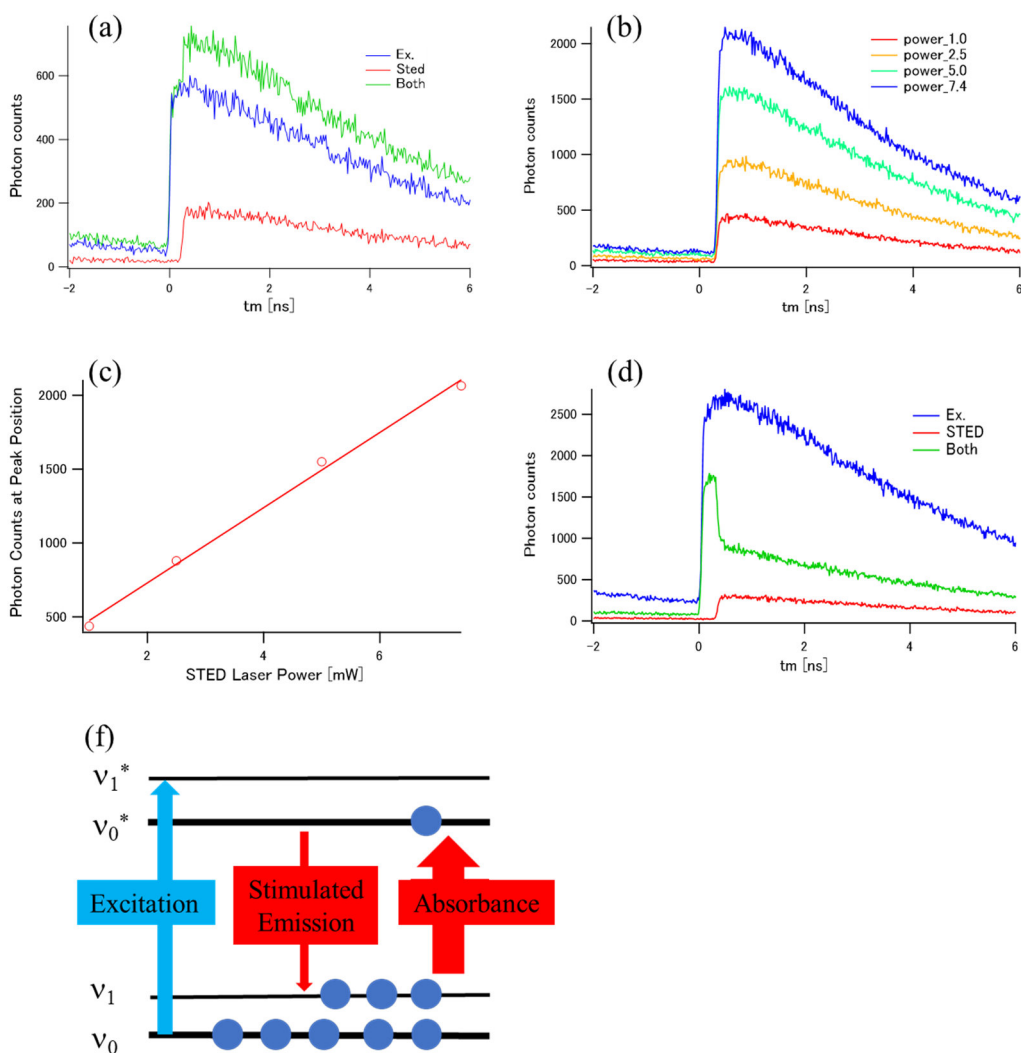 (a)
Ex.
Sted
Both
Photon counts
600
400
200
0
-2
0
2
4
6
tm [ns]
(b)
power_1.0
power_2.5
power_5.0
power_7.4
Photon counts
2000
1500
1000
500
0
-2
0
2
4
6
tm [ns]
(c)
Photon Counts at Peak Position
2000
1500
1000
500
2
4
6
STED Laser Power [mW]
(d)
Ex.
STED
Both
Photon counts
2500
2000
1500
1000
500
0
-2
0
2
4
6
tm [ns]
(f)
ν₁*
ν₀*
Excitation
Stimulated
Emission
Absorbance
ν₁
ν₀